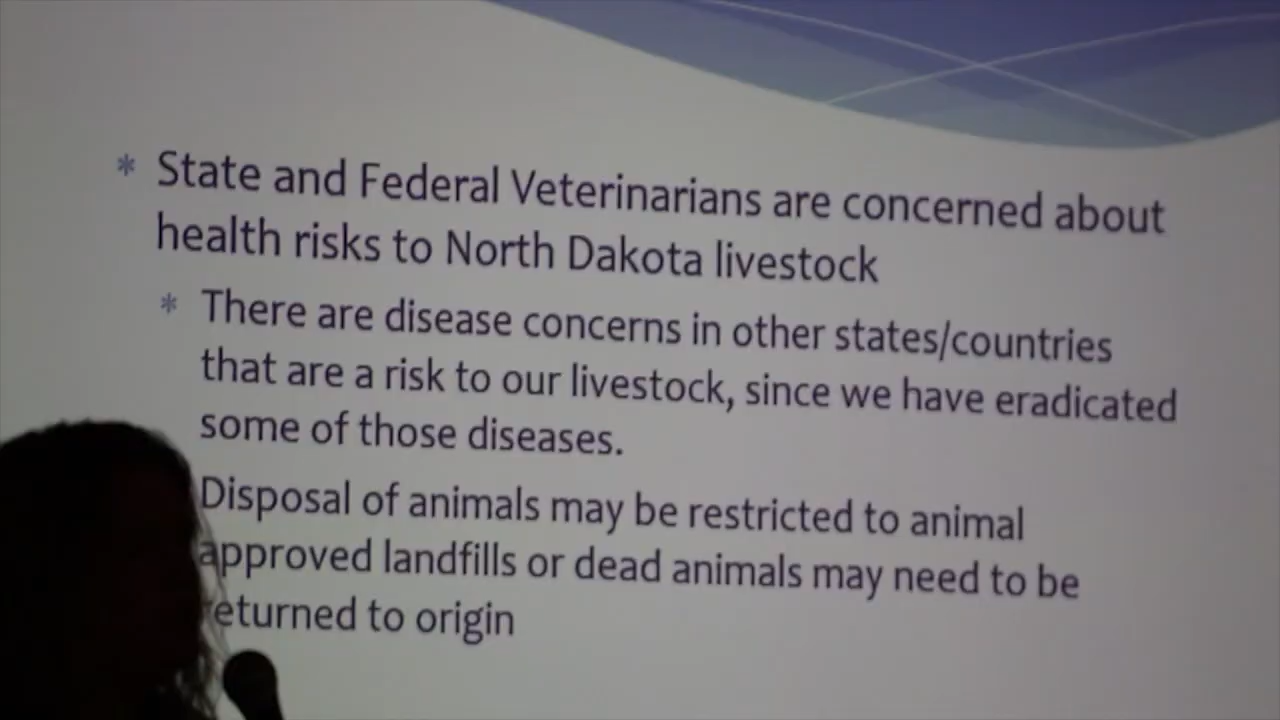 * State and Federal Veterinarians are concerned about
health risks to North Dakota livestock
* There are disease concerns in other states/countries
that are a risk to our livestock, since we have eradicated
some of those diseases.
Disposal of animals may be restricted to animal
approved landfills or dead animals may need to be
returned to origin